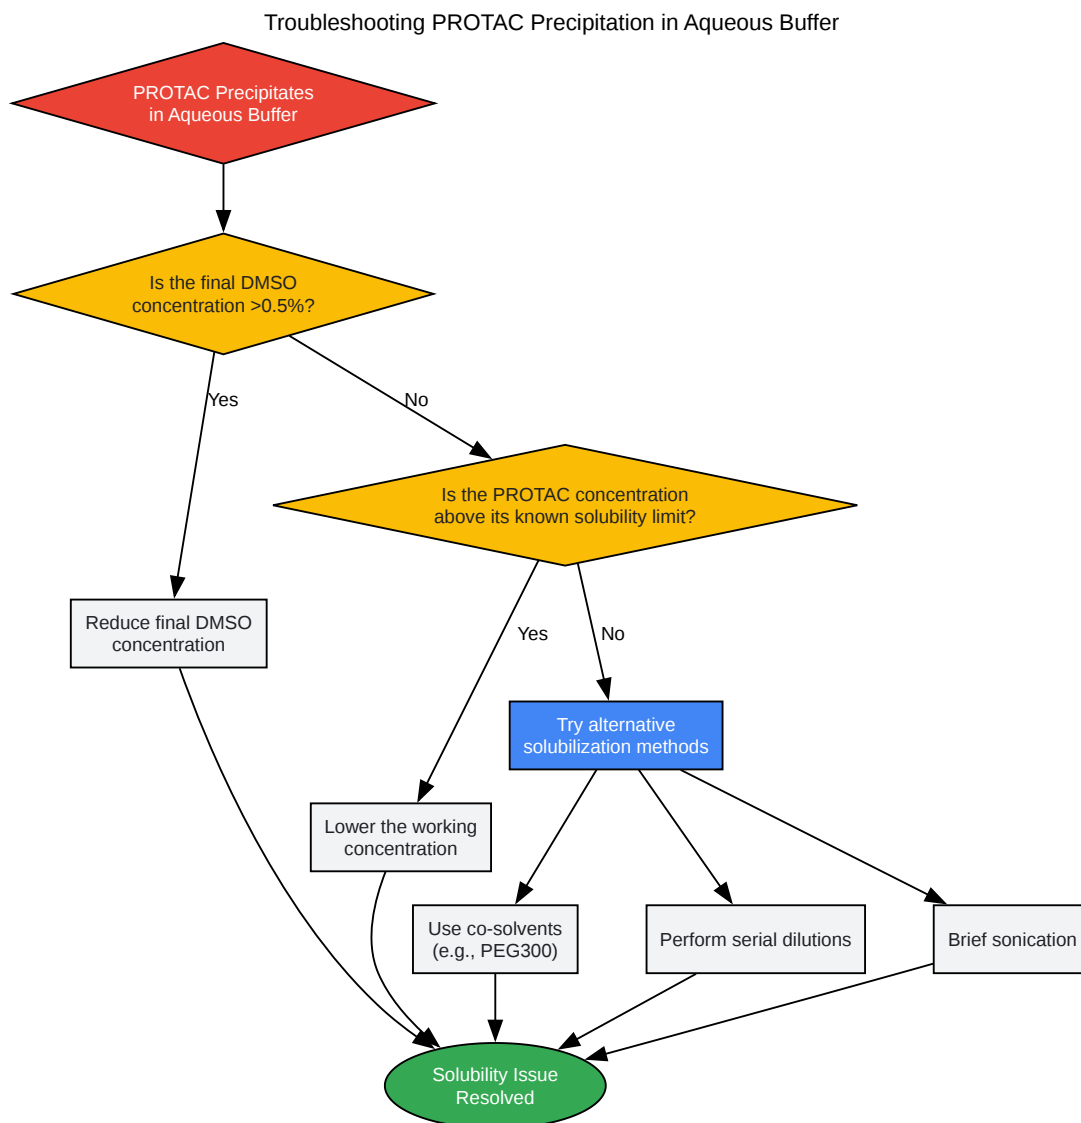 Troubleshooting PROTAC Precipitation in Aqueous Buffer
PROTAC Precipitates
in Aqueous Buffer
Is the final DMSO
concentration >0.5%?
Yes
No
Is the PROTAC concentration
above its known solubility limit?
Reduce final DMSO
concentration
Yes
No
Try alternative
solubilization methods
Lower the working
concentration
Use co-solvents
(e.g., PEG300)
Perform serial dilutions
Brief sonication
Solubility Issue
Resolved